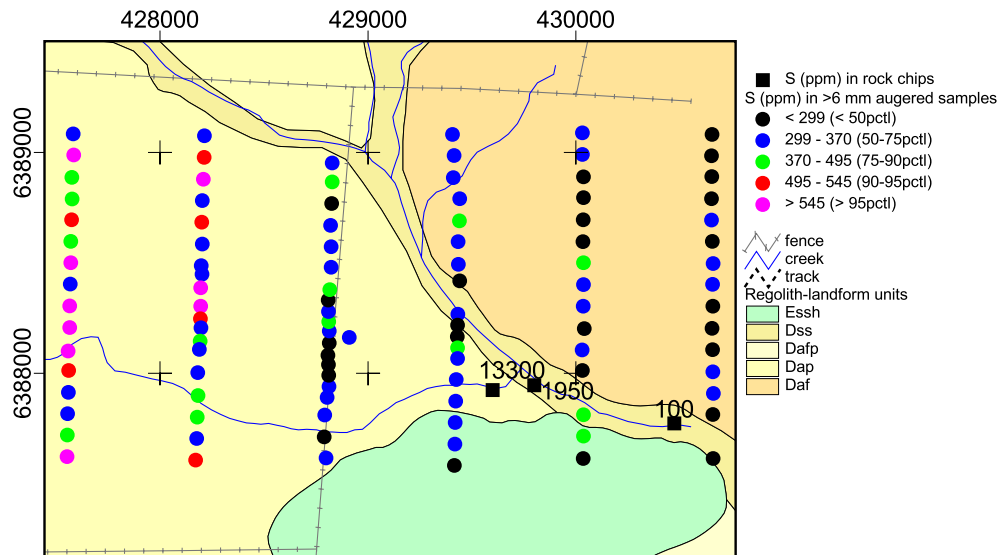 428000 429000 430000
6389000
6388000
13300
1950
100
S (ppm) in rock chips
S (ppm) in >6 mm augered samples
< 299 (< 50pctl)
299 - 370 (50-75pctl)
370 - 495 (75-90pctl)
495 - 545 (90-95pctl)
> 545 (> 95pctl)
fence
creek
track
Regolith-landform units
Essh
Dss
Dafp
Dap
Daf